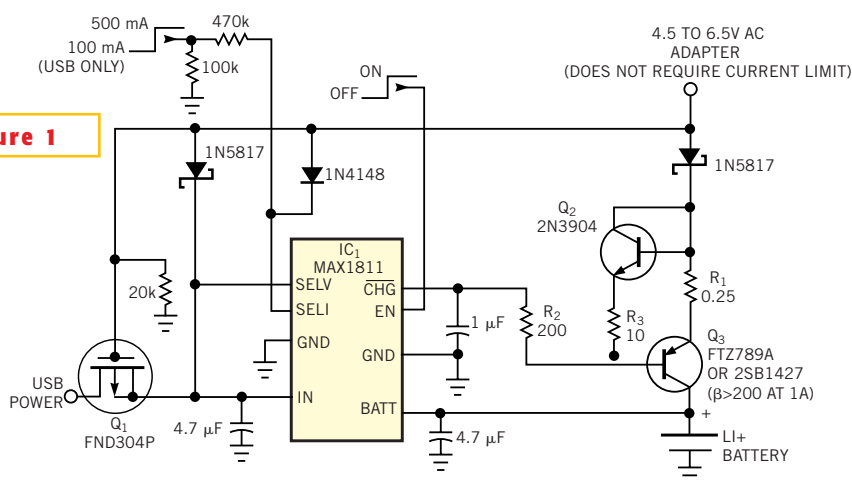 500 mA
100 mA
(USB ONLY)
470k
100k
ON
OFF
4.5 TO 6.5V AC
ADAPTER
(DOES NOT REQUIRE CURRENT LIMIT)
ure 1
1N5817
1N4148
1N5817
Q2
2N3904
IC1
MAX1811
SELV
SELI
GND
IN
CHG
EN
GND
BATT
20k
1 µF
R2
200
R3
10
R1
0.25
Q3
FTZ789A
OR 2SB1427
(β>200 AT 1A)
USB
POWER
Q1
FND304P
4.7 µF
4.7 µF
+
LI+
BATTERY